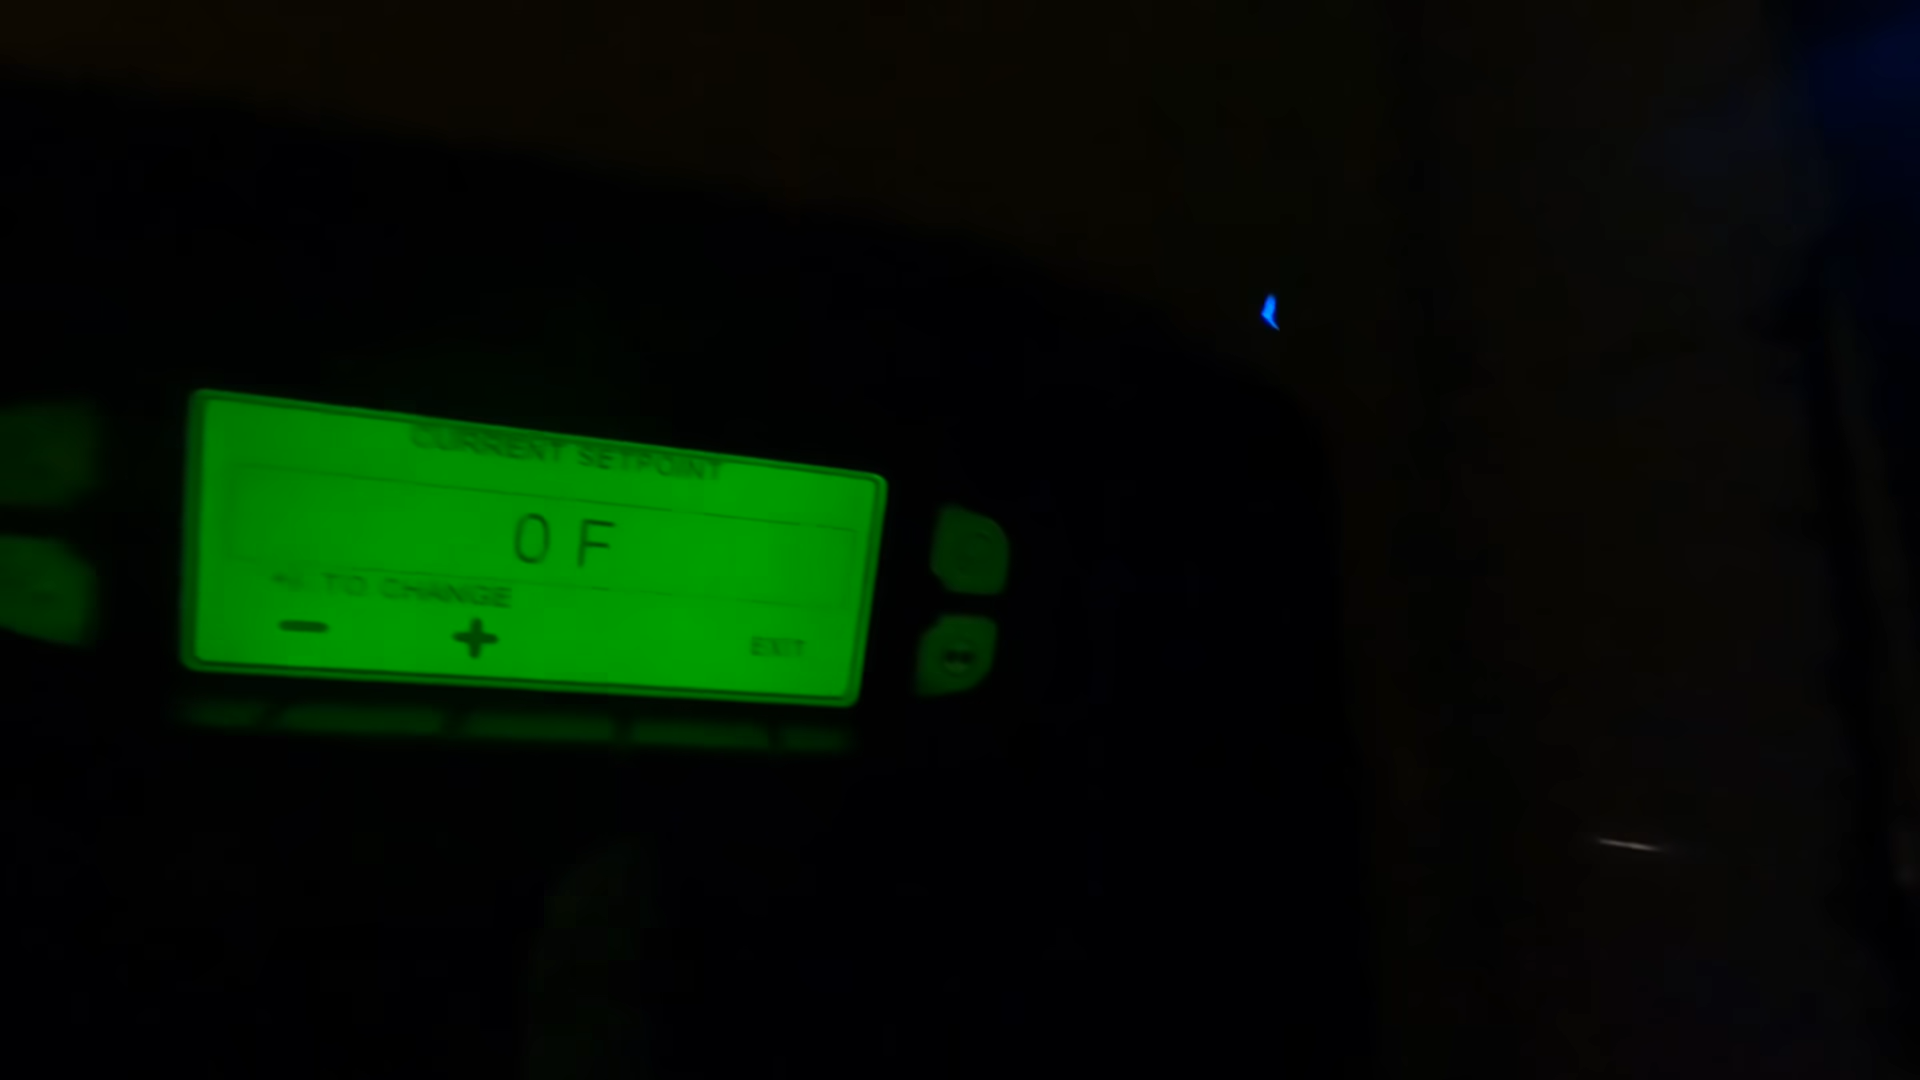 CURRENT SETPOINT
0 F
+/- TO CHANGE
− +
EXIT